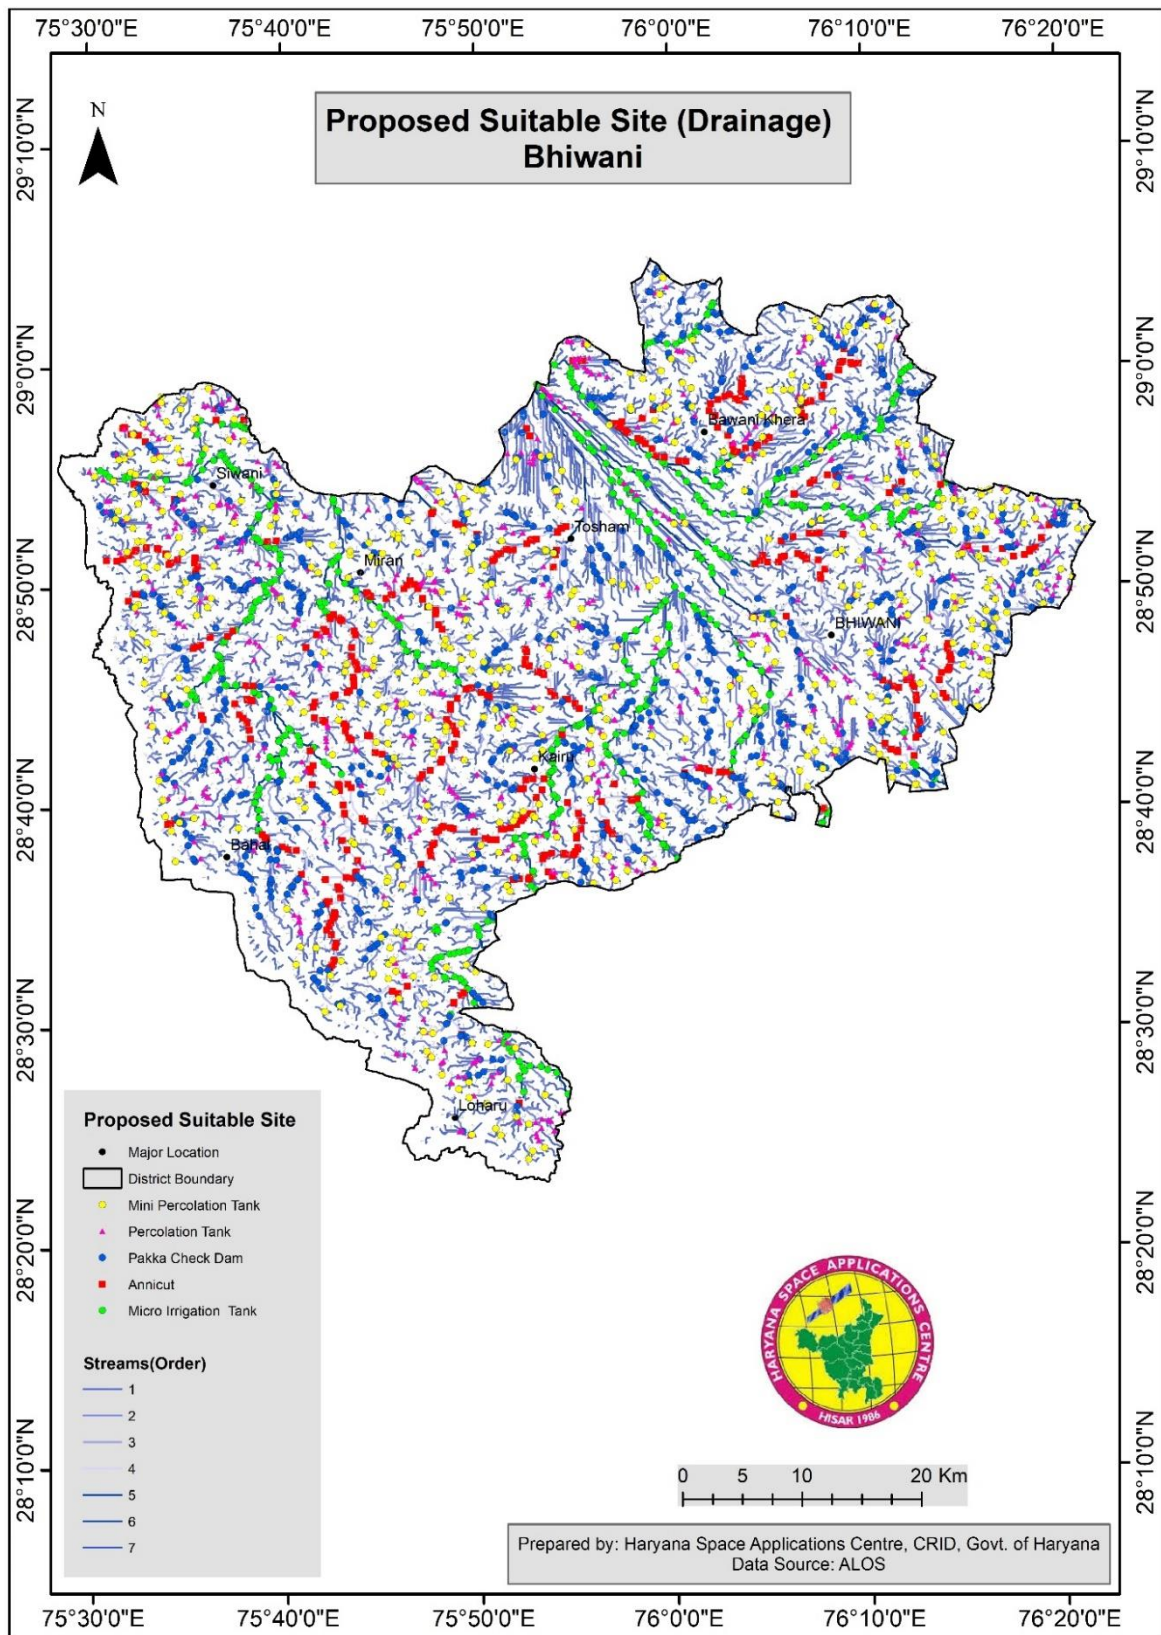 75°30'0"E 75°40'0"E 75°50'0"E 76°0'0"E 76°10'0"E 76°20'0"E
N
Proposed Suitable Site (Drainage)
Bhiwani
29°10'0"N
29°10'0"N
29°0'0"N
29°0'0"N
Bawani Khera
Siwani
Tosham
Miran
28°50'0"N
28°50'0"N
BHIWANI
Kairu
28°40'0"N
28°40'0"N
Bahal
28°30'0"N
28°30'0"N
Loharu
Proposed Suitable Site
Major Location
District Boundary
Mini Percolation Tank
Percolation Tank
Pakka Check Dam
Annicut
Micro Irrigation Tank
28°20'0"N
28°20'0"N
Streams(Order)
1
2
3
4
5
6
7
HARYANA SPACE APPLICATIONS CENTRE
HISAR 1986
28°10'0"N
28°10'0"N
0 5 10 20 Km
Prepared by: Haryana Space Applications Centre, CRID, Govt. of Haryana
Data Source: ALOS
75°30'0"E 75°40'0"E 75°50'0"E 76°0'0"E 76°10'0"E 76°20'0"E